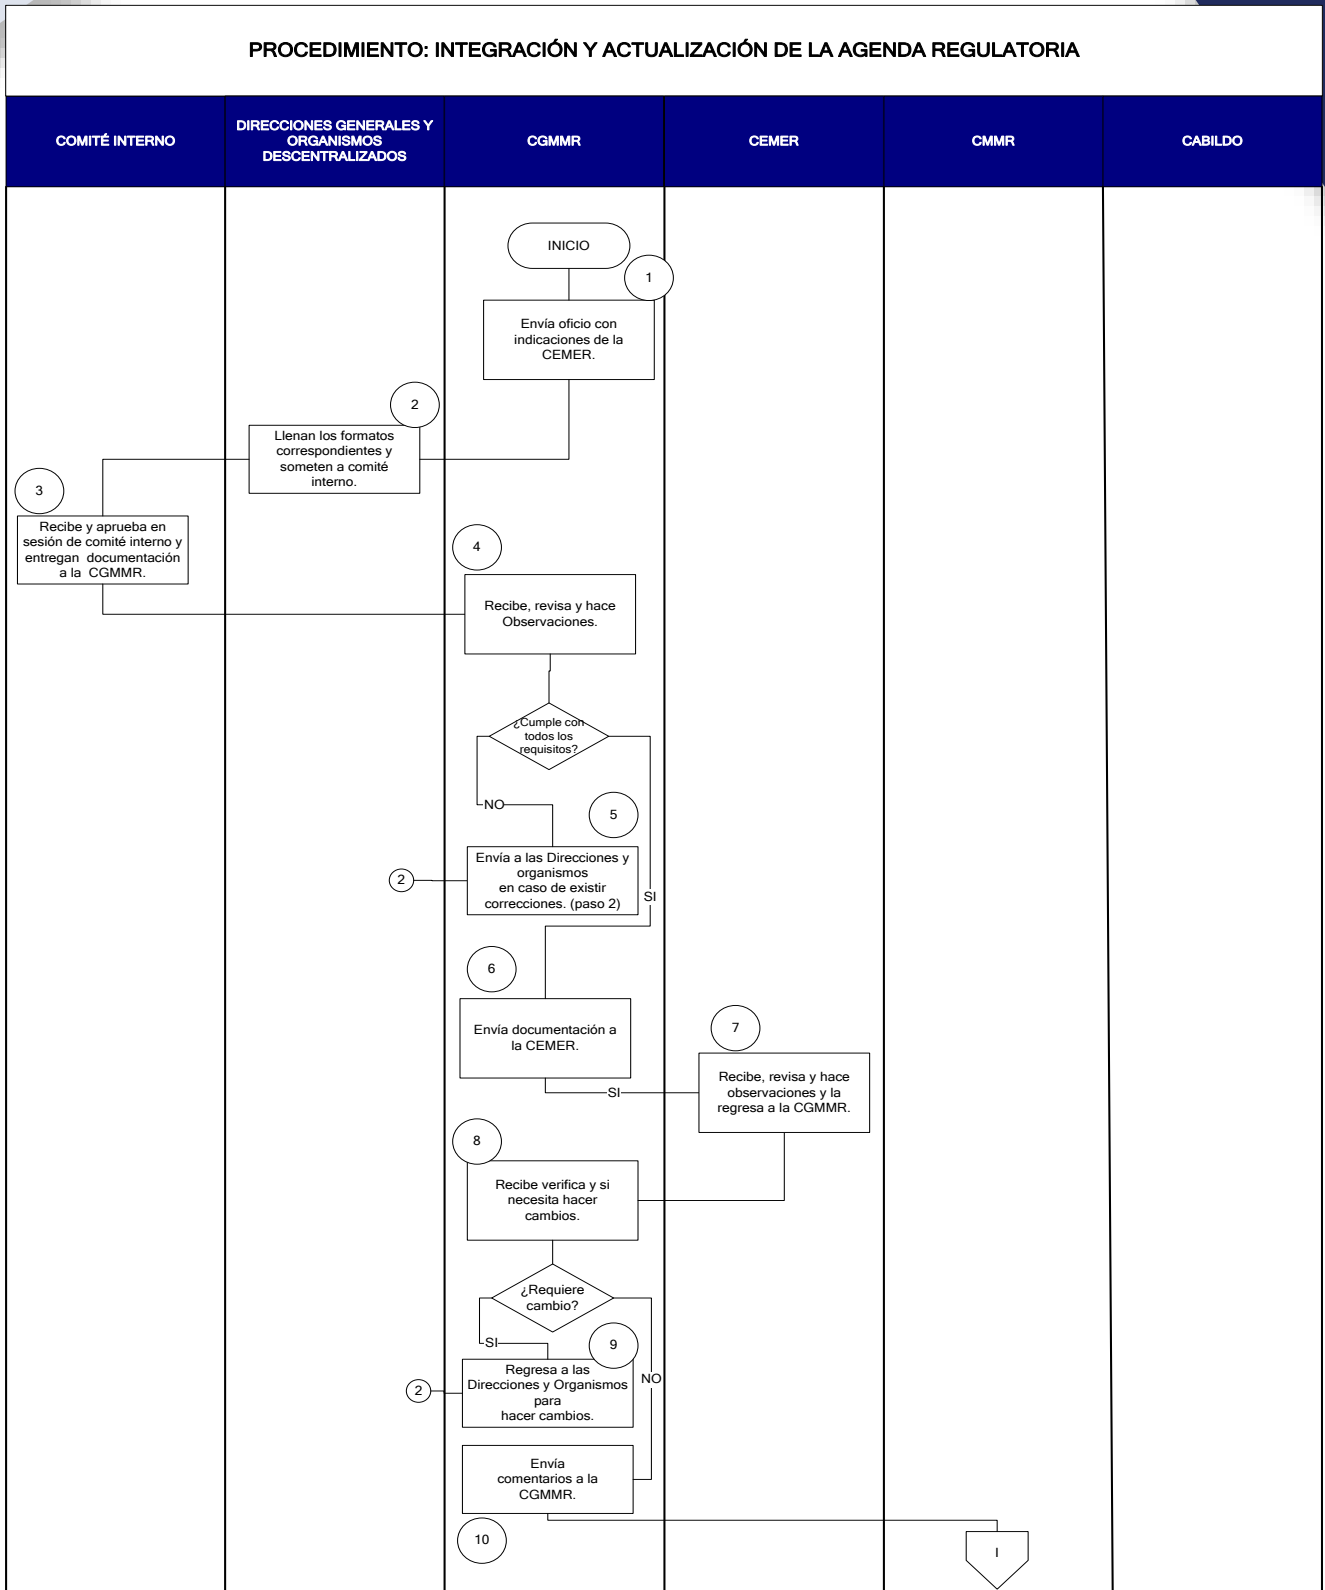 PROCEDIMIENTO: INTEGRACIÓN Y ACTUALIZACIÓN DE LA AGENDA REGULATORIA
COMITÉ INTERNO
DIRECCIONES GENERALES Y
ORGANISMOS
DESCENTRALIZADOS
CGMMR
CEMER
CMMR
CABILDO
INICIO
1
Envía oficio con
indicaciones de la
CEMER.
2
Llenan los formatos
correspondientes y
someten a comité
interno.
3
Recibe y aprueba en
sesión de comité interno y
entregan documentación
a la CGMMR.
4
Recibe, revisa y hace
Observaciones.
¿Cumple con
todos los
requisitos?
NO
5
Envía a las Direcciones y
organismos
en caso de existir
correcciones. (paso 2)
2
SI
6
Envía documentación a
la CEMER.
SI
7
Recibe, revisa y hace
observaciones y la
regresa a la CGMMR.
8
Recibe verifica y si
necesita hacer
cambios.
¿Requiere
cambio?
SI
9
Regresa a las
Direcciones y Organismos
para
hacer cambios.
2
NO
Envía
comentarios a la
CGMMR.
10
I